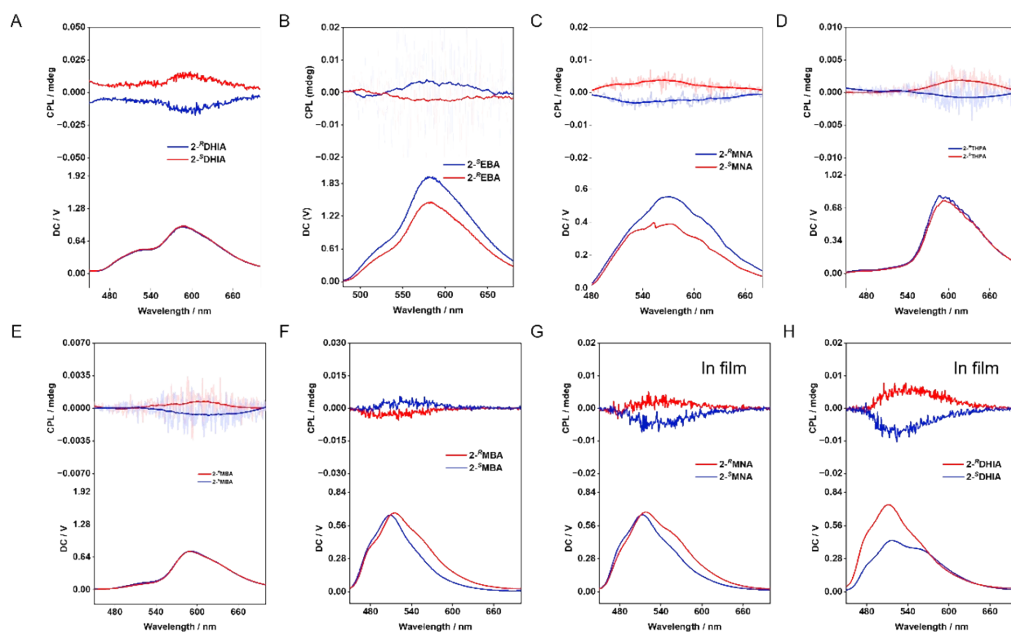 A
CPL / mdeg
0.050
0.025
0.000
−0.025
−0.050
2-ᴿDHIA
2-ˢDHIA
DC / V
1.92
1.28
0.64
0.00
480 540 600 660
Wavelength / nm
B
CPL (mdeg)
0.02
0.01
0.00
−0.01
−0.02
2-ˢEBA
2-ᴿEBA
DC (V)
1.83
1.22
0.61
0.00
500 550 600 650
Wavelength / nm
C
CPL / mdeg
0.02
0.01
0.00
−0.01
−0.02
2-ᴿMNA
2-ˢMNA
DC / V
0.6
0.4
0.2
0.0
480 540 600 660
Wavelength / nm
D
CPL / mdeg
0.010
0.005
0.000
−0.005
−0.010
DC / V
1.02
0.68
0.34
0.00
480 540 600 660
Wavelength / nm
E
CPL / mdeg
0.0070
0.0035
0.0000
−0.0035
−0.0070
DC / V
1.92
1.28
0.64
0.00
480 540 600 660
Wavelength / nm
F
CPL / mdeg
0.030
0.015
0.000
−0.015
−0.030
2-ᴿMBA
2-ˢMBA
DC / V
0.84
0.56
0.28
0.00
480 540 600 660
Wavelength / nm
G
In film
CPL / mdeg
0.02
0.01
0.00
−0.01
−0.02
2-ᴿMNA
2-ˢMNA
DC / V
0.84
0.56
0.28
0.00
480 540 600 660
Wavelength / nm
H
In film
CPL / mdeg
0.02
0.01
0.00
−0.01
−0.02
2-ᴿDHIA
2-ˢDHIA
DC / V
0.84
0.56
0.28
0.00
480 540 600 660
Wavelength / nm